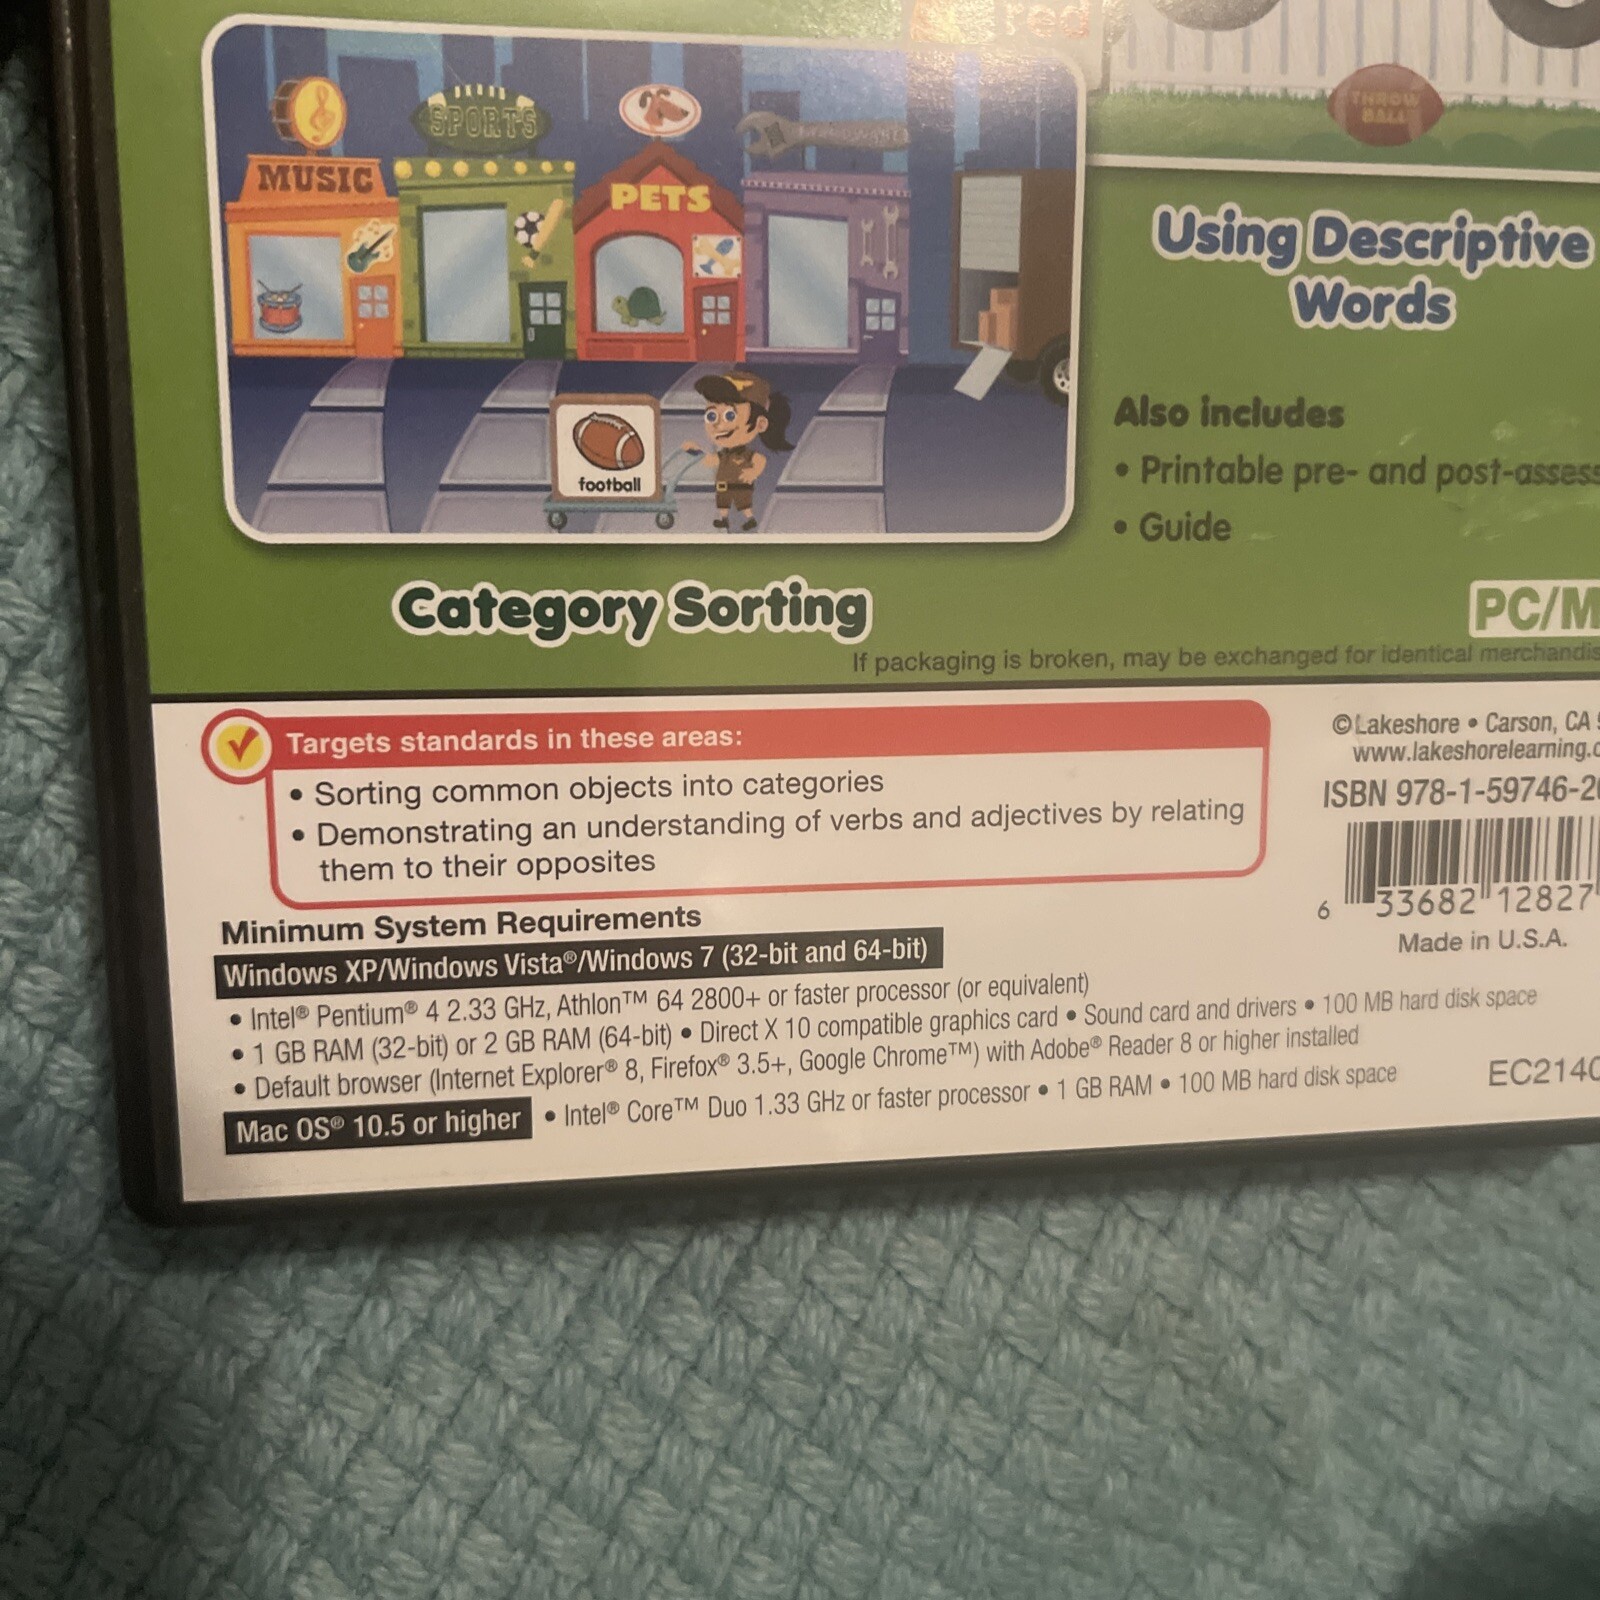 red
MUSIC
SPORTS
PETS
HARDWARE
THROW
BALL
football
Category Sorting
Using Descriptive
Words
Also includes
• Printable pre- and post-assess
• Guide
PC/M
If packaging is broken, may be exchanged for identical merchandis
Targets standards in these areas:
• Sorting common objects into categories
• Demonstrating an understanding of verbs and adjectives by relating
them to their opposites
©Lakeshore • Carson, CA 9
www.lakeshorelearning.c
ISBN 978-1-59746-2
6 33682 12827
Made in U.S.A.
Minimum System Requirements
Windows XP/Windows Vista®/Windows 7 (32-bit and 64-bit)
• Intel® Pentium® 4 2.33 GHz, Athlon™ 64 2800+ or faster processor (or equivalent)
• 1 GB RAM (32-bit) or 2 GB RAM (64-bit) • Direct X 10 compatible graphics card • Sound card and drivers • 100 MB hard disk space
• Default browser (Internet Explorer® 8, Firefox® 3.5+, Google Chrome™) with Adobe® Reader 8 or higher installed
Mac OS® 10.5 or higher • Intel® Core™ Duo 1.33 GHz or faster processor • 1 GB RAM • 100 MB hard disk space
EC2140